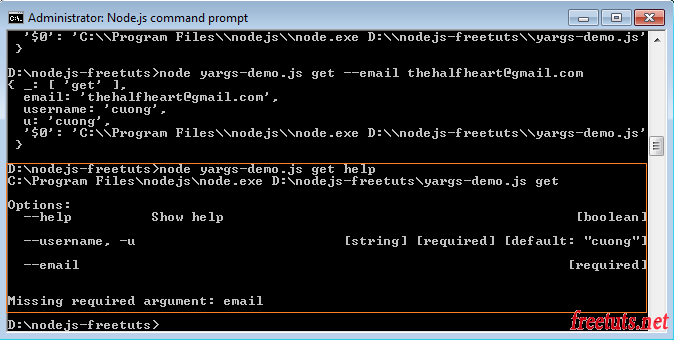 Administrator: Node.js command prompt
'$0': 'C:\\Program Files\\nodejs\\node.exe D:\\nodejs-freetuts\\yargs-demo.js'
}
D:\nodejs-freetuts>node yargs-demo.js get --email thehalfheart@gmail.com
{ _: [ 'get' ],
email: 'thehalfheart@gmail.com',
username: 'cuong',
u: 'cuong',
'$0': 'C:\\Program Files\\nodejs\\node.exe D:\\nodejs-freetuts\\yargs-demo.js'
}
D:\nodejs-freetuts>node yargs-demo.js get help
C:\Program Files\nodejs\node.exe D:\nodejs-freetuts\yargs-demo.js get
Options:
--help Show help [boolean]
--username, -u [string] [required] [default: "cuong"]
--email [required]
Missing required argument: email
D:\nodejs-freetuts>
freetuts.net